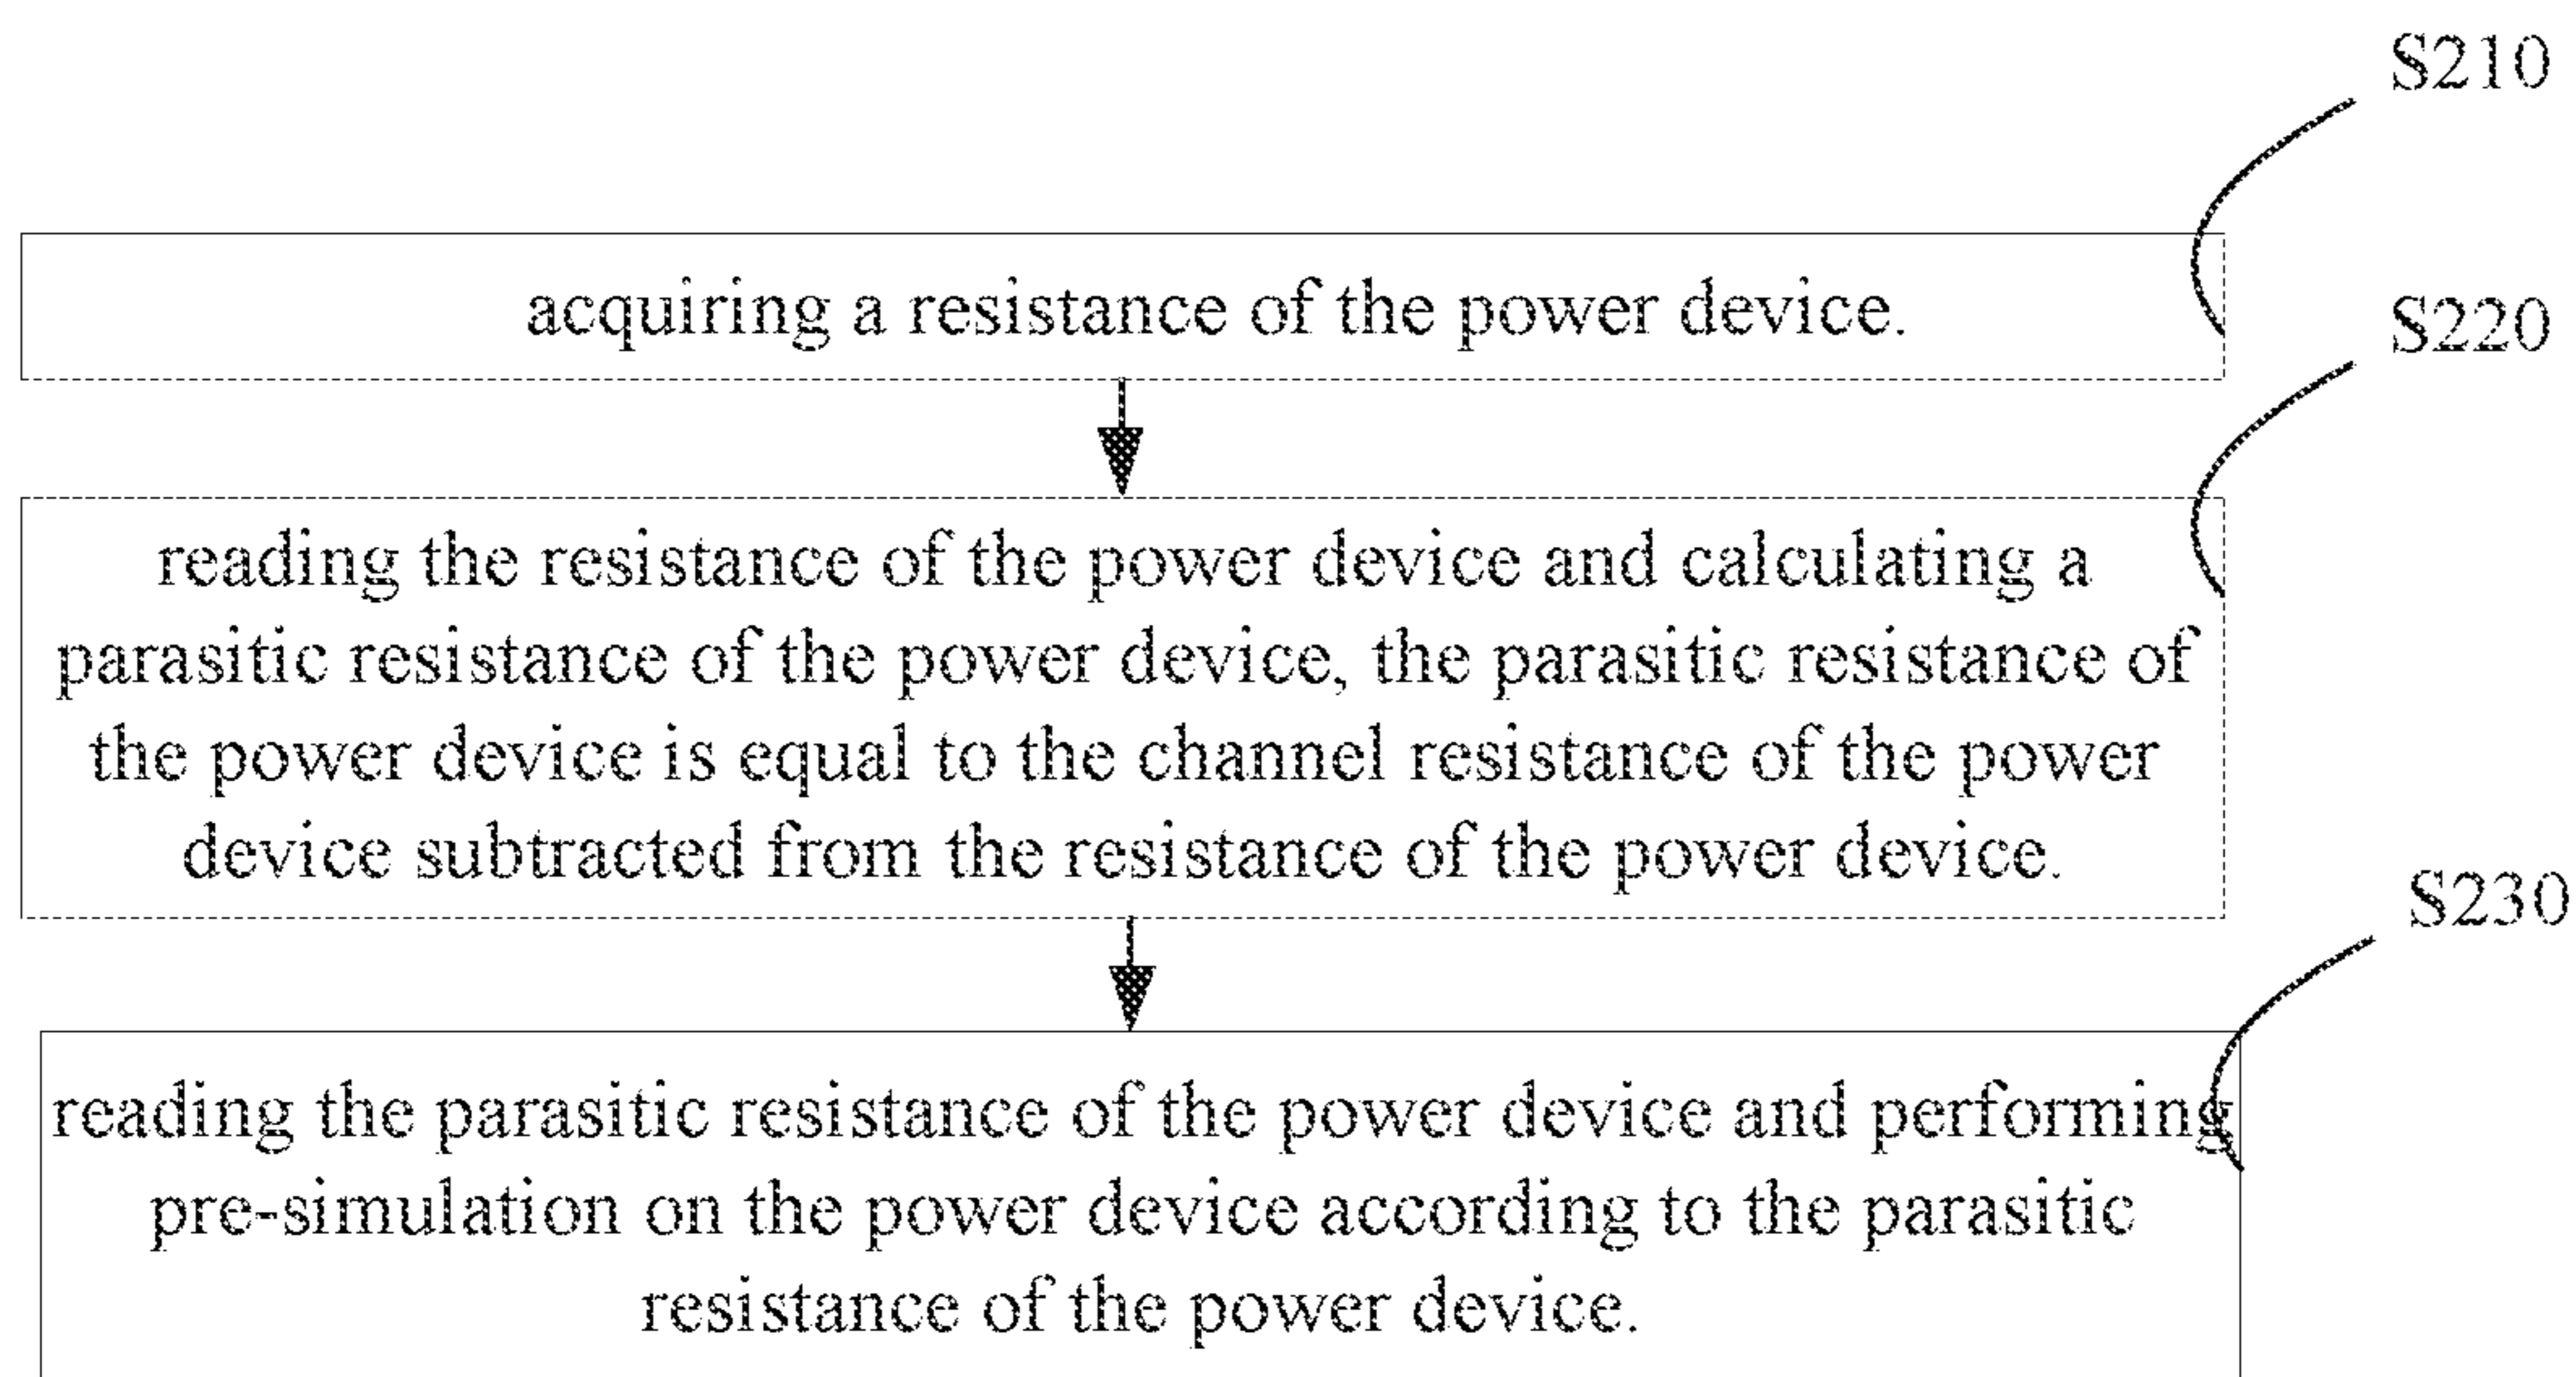 S210
acquiring a resistance of the power device.
S220
reading the resistance of the power device and calculating a
parasitic resistance of the power device, the parasitic resistance of
the power device is equal to the channel resistance of the power
device subtracted from the resistance of the power device.
S230
reading the parasitic resistance of the power device and performing
pre-simulation on the power device according to the parasitic
resistance of the power device.